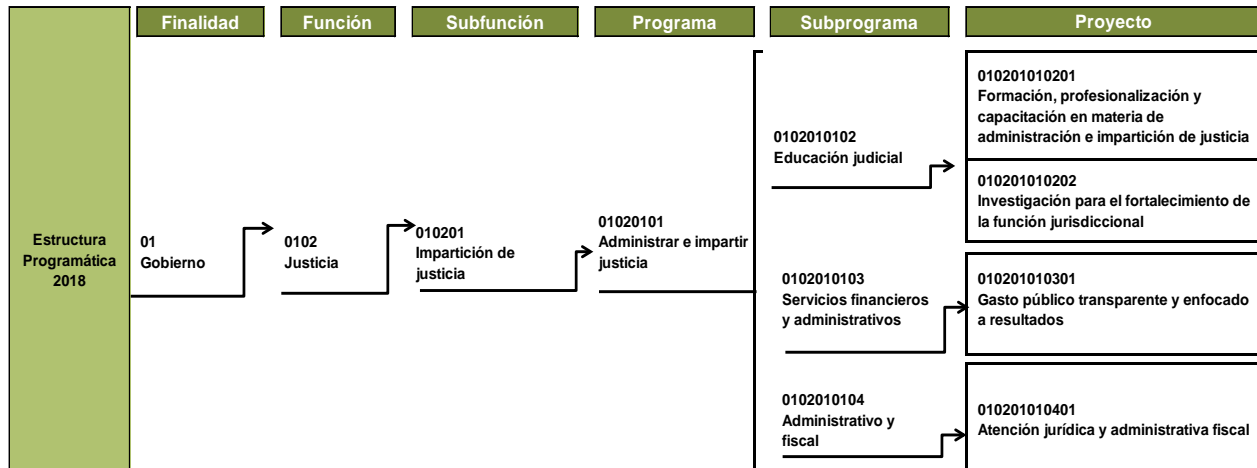 Finalidad
Función
Subfunción
Programa
Subprograma
Proyecto
Estructura
Programática
2018
01
Gobierno
0102
Justicia
010201
Impartición de
justicia
01020101
Administrar e impartir
justicia
0102010102
Educación judicial
010201010201
Formación, profesionalización y
capacitación en materia de
administración e impartición de justicia
010201010202
Investigación para el fortalecimiento de
la función jurisdiccional
0102010103
Servicios financieros
y administrativos
010201010301
Gasto público transparente y enfocado
a resultados
0102010104
Administrativo y
fiscal
010201010401
Atención jurídica y administrativa fiscal